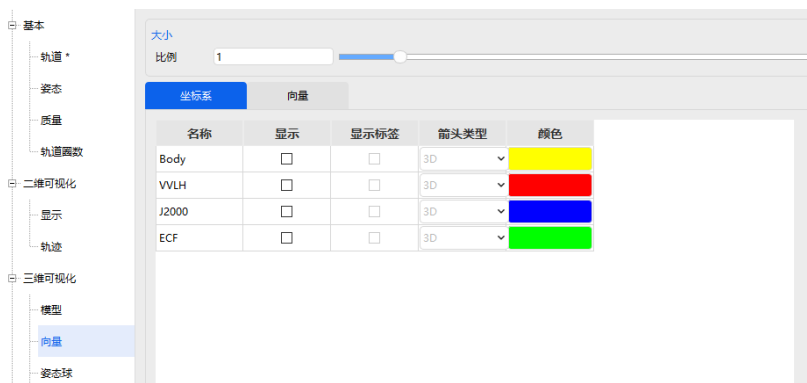 基本
轨道 *
姿态
质量
轨道圈数
二维可视化
显示
轨迹
三维可视化
模型
向量
姿态球
大小
比例 1
坐标系 向量
名称 显示 显示标签 箭头类型 颜色
Body 3D
VVLH 3D
J2000 3D
ECF 3D